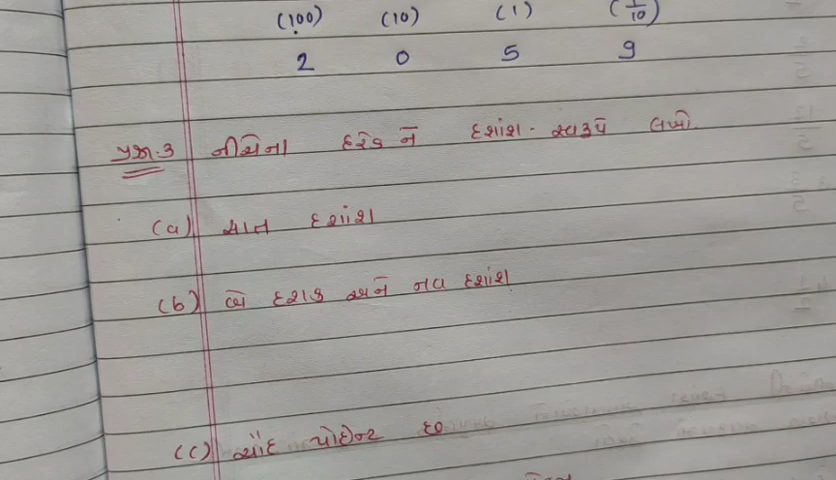 (100) (10) (1) (1/10)
2 0 5 9
પ્રશ્ન.3 નીચેના દરેક ને દશાંશ સ્વરૂપે લખો.
(a) સાત દશાંશ
(b) બે દશક અને નવ દશાંશ
(c) ચૌદ પોઈન્ટ છ